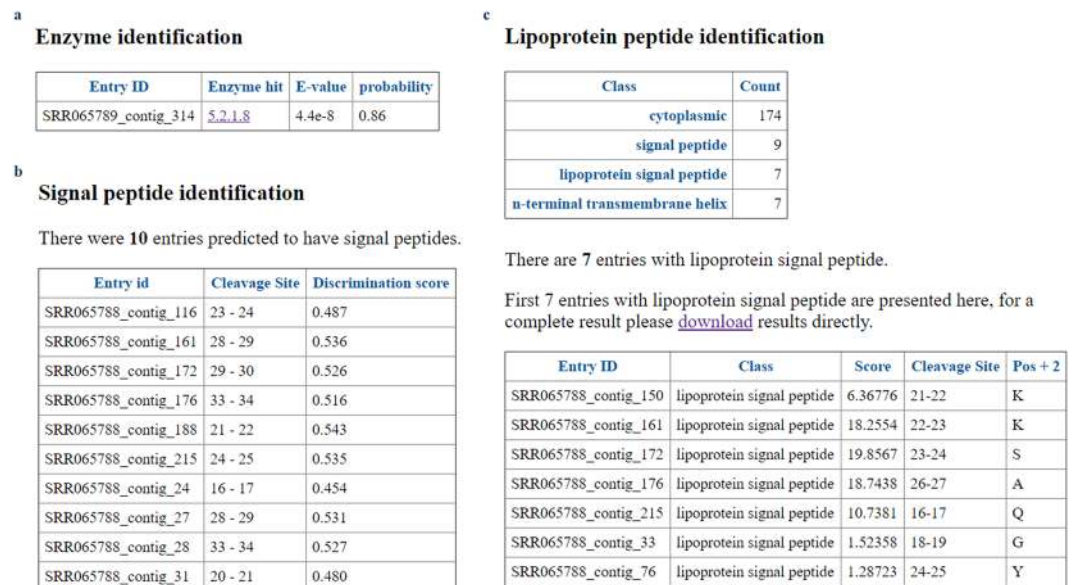 a
Enzyme identification
Entry ID Enzyme hit E-value probability
SRR065789_contig_314 5.2.1.8 4.4e-8 0.86
b
Signal peptide identification
There were 10 entries predicted to have signal peptides.
Entry id Cleavage Site Discrimination score
SRR065788_contig_116 23 - 24 0.487
SRR065788_contig_161 28 - 29 0.536
SRR065788_contig_172 29 - 30 0.526
SRR065788_contig_176 33 - 34 0.516
SRR065788_contig_188 21 - 22 0.543
SRR065788_contig_215 24 - 25 0.535
SRR065788_contig_24 16 - 17 0.454
SRR065788_contig_27 28 - 29 0.531
SRR065788_contig_28 33 - 34 0.527
SRR065788_contig_31 20 - 21 0.480
c
Lipoprotein peptide identification
Class Count
cytoplasmic 174
signal peptide 9
lipoprotein signal peptide 7
n-terminal transmembrane helix 7
There are 7 entries with lipoprotein signal peptide.
First 7 entries with lipoprotein signal peptide are presented here, for a
complete result please download results directly.
Entry ID Class Score Cleavage Site Pos + 2
SRR065788_contig_150 lipoprotein signal peptide 6.36776 21-22 K
SRR065788_contig_161 lipoprotein signal peptide 18.2554 22-23 K
SRR065788_contig_172 lipoprotein signal peptide 19.8567 23-24 S
SRR065788_contig_176 lipoprotein signal peptide 18.7438 26-27 A
SRR065788_contig_215 lipoprotein signal peptide 10.7381 16-17 Q
SRR065788_contig_33 lipoprotein signal peptide 1.52358 18-19 G
SRR065788_contig_76 lipoprotein signal peptide 1.28723 24-25 Y